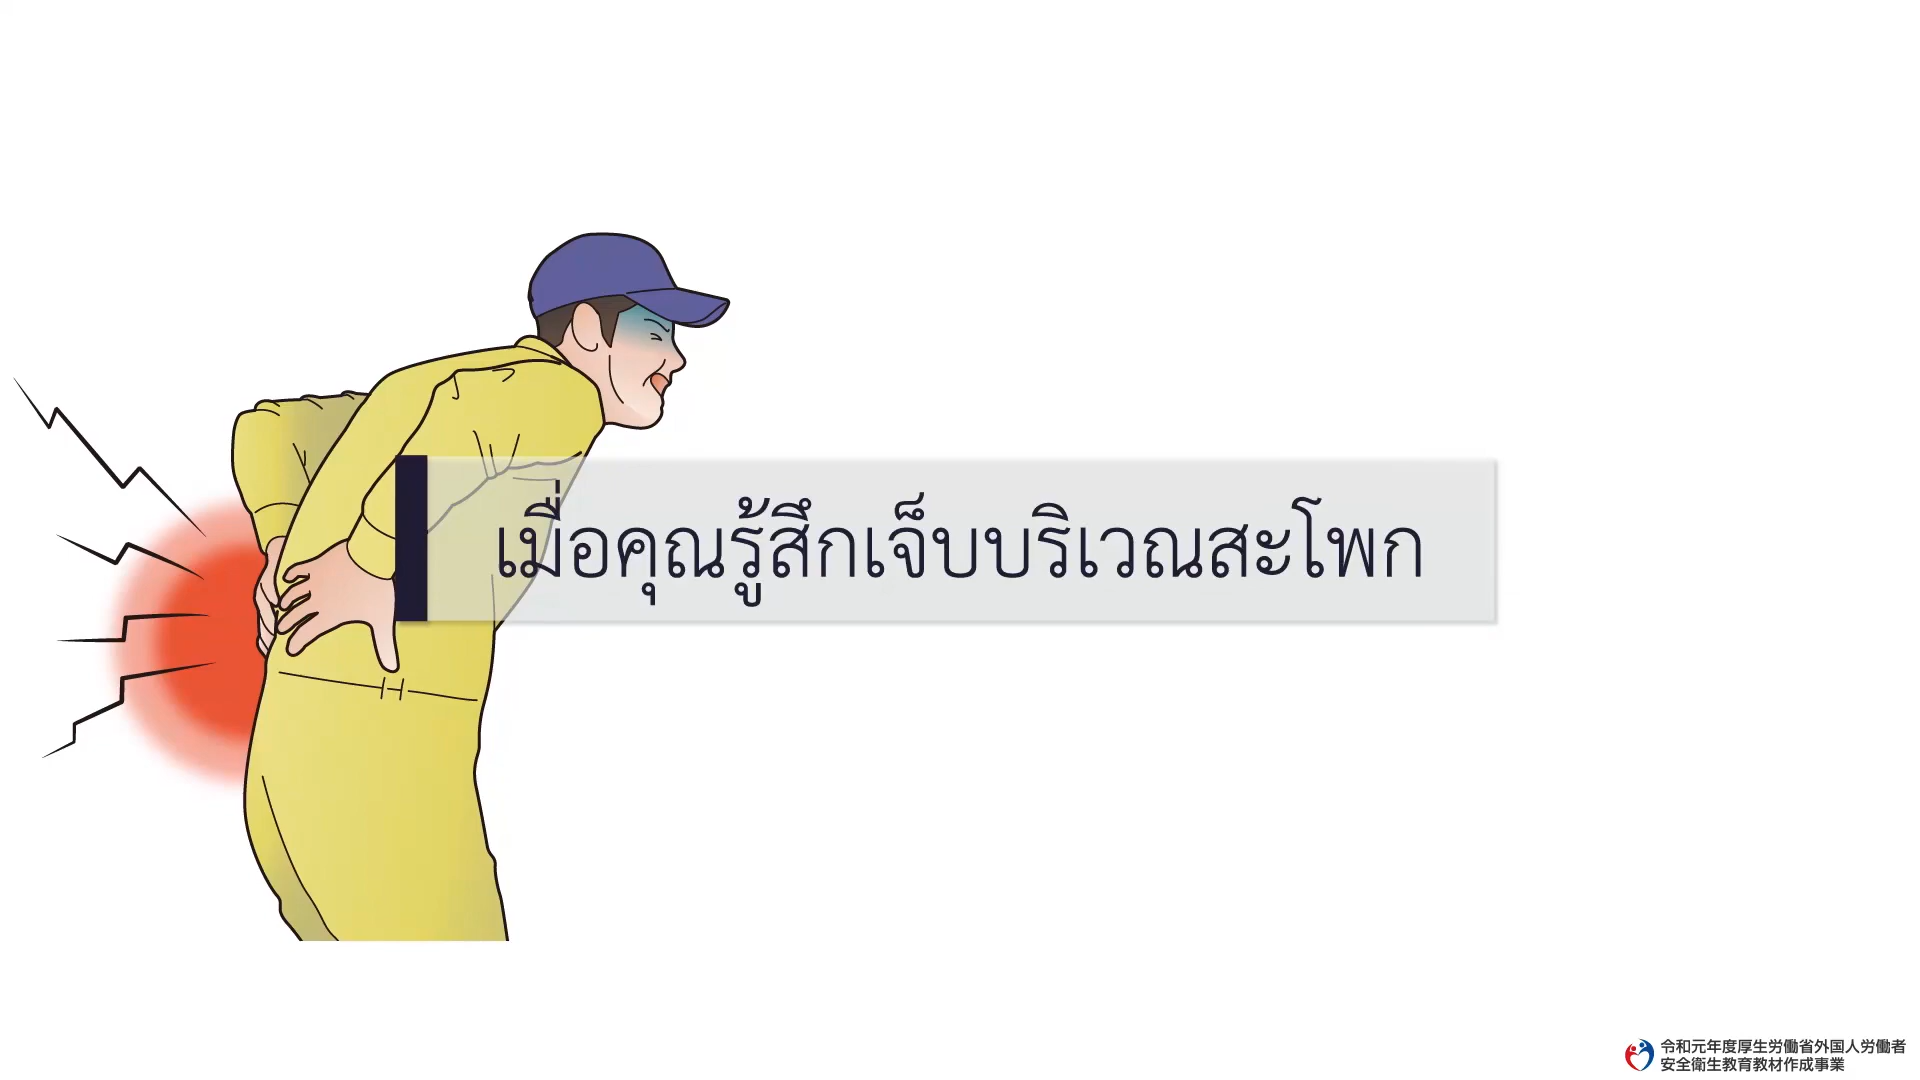 เมื่อคุณรู้สึกเจ็บบริเวณสะโพก
令和元年度厚生労働省外国人労働者
安全衛生教育教材作成事業